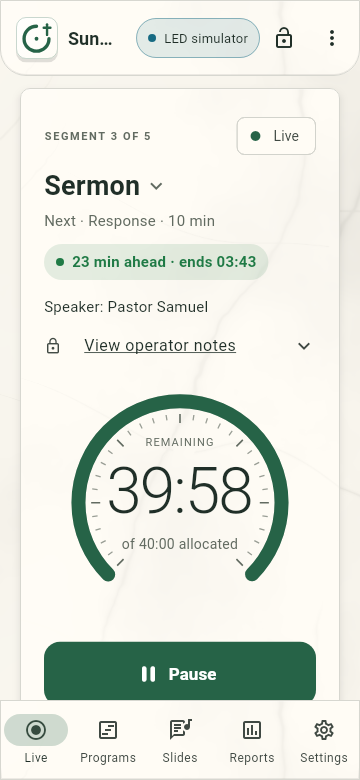 Sun...
LED simulator
SEGMENT 3 OF 5
Live
Sermon
Next · Response · 10 min
23 min ahead · ends 03:43
Speaker: Pastor Samuel
View operator notes
REMAINING
39:58
of 40:00 allocated
Pause
Live
Programs
Slides
Reports
Settings